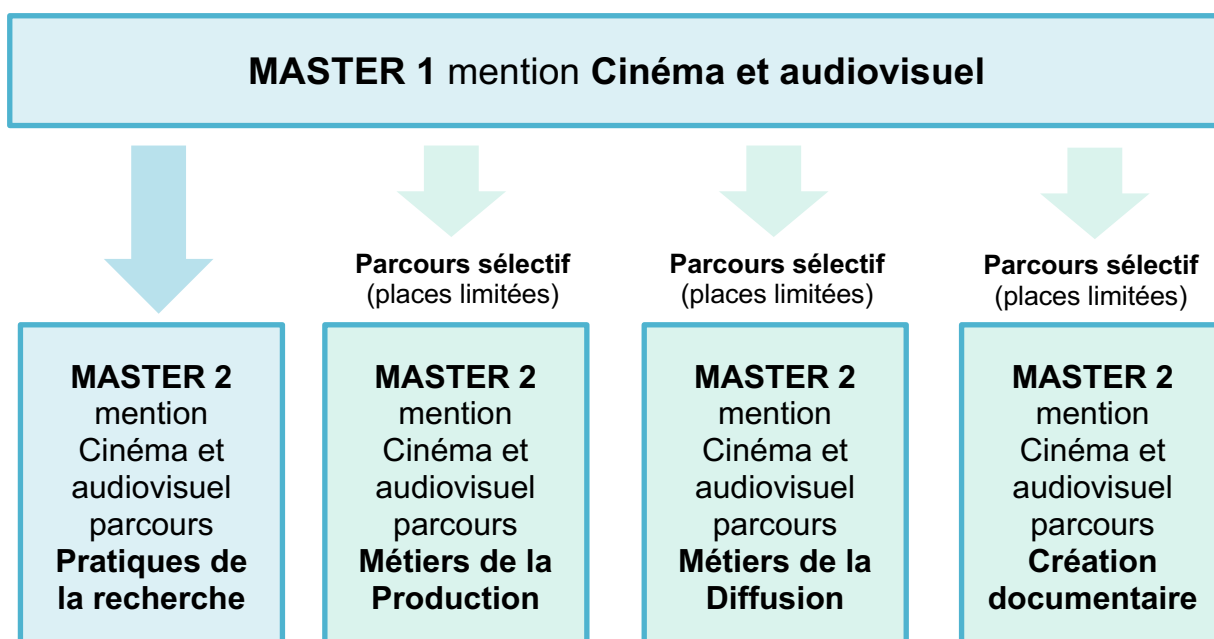 MASTER 1 mention Cinéma et audiovisuel
Parcours sélectif
(places limitées)
Parcours sélectif
(places limitées)
Parcours sélectif
(places limitées)
MASTER 2
mention
Cinéma et
audiovisuel
parcours
Pratiques de
la recherche
MASTER 2
mention
Cinéma et
audiovisuel
parcours
Métiers de la
Production
MASTER 2
mention
Cinéma et
audiovisuel
parcours
Métiers de la
Diffusion
MASTER 2
mention
Cinéma et
audiovisuel
parcours
Création
documentaire